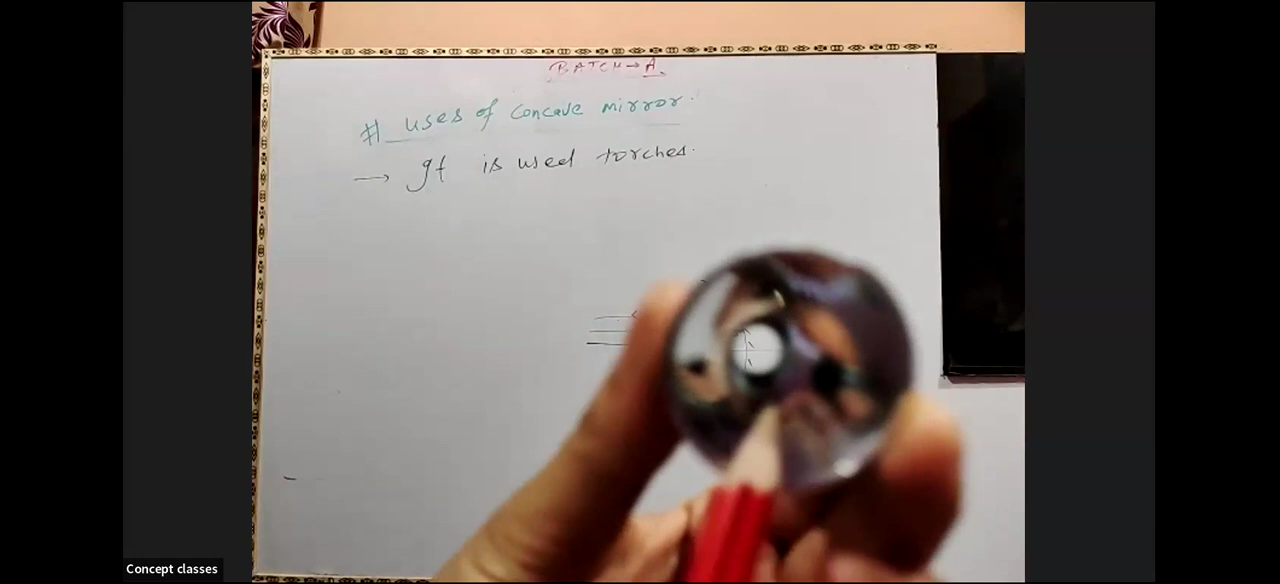 BATCH → A
# uses of concave mirror.
→ It is used torches.
Concept classes